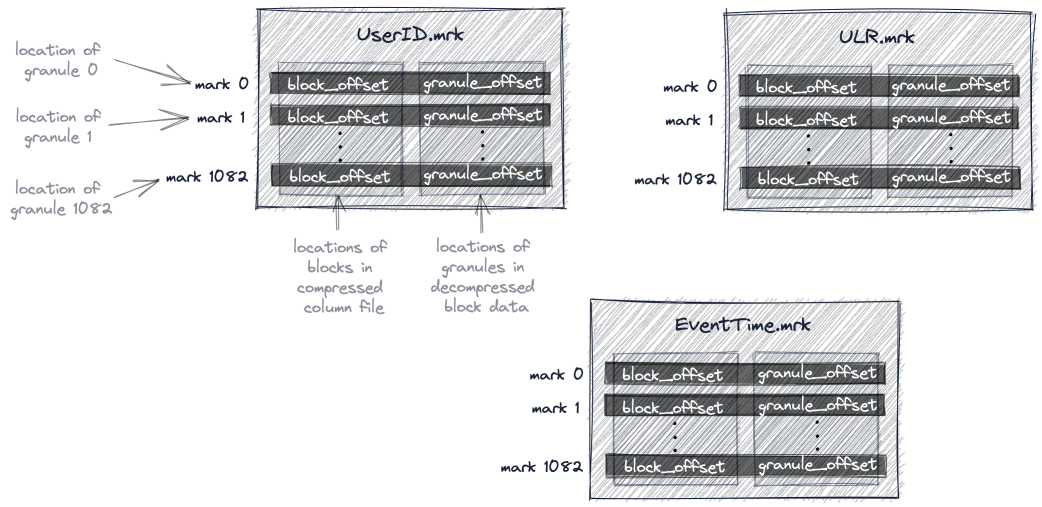 UserID.mrk
location of
granule 0
mark 0
block_offset granule_offset
location of
granule 1
mark 1
block_offset granule_offset
location of
granule 1082
mark 1082
block_offset granule_offset
locations of
blocks in
compressed
column file
locations of
granules in
decompressed
block data
ULR.mrk
mark 0
block_offset granule_offset
mark 1
block_offset granule_offset
mark 1082
block_offset granule_offset
EventTime.mrk
mark 0
block_offset granule_offset
mark 1
block_offset granule_offset
mark 1082
block_offset granule_offset